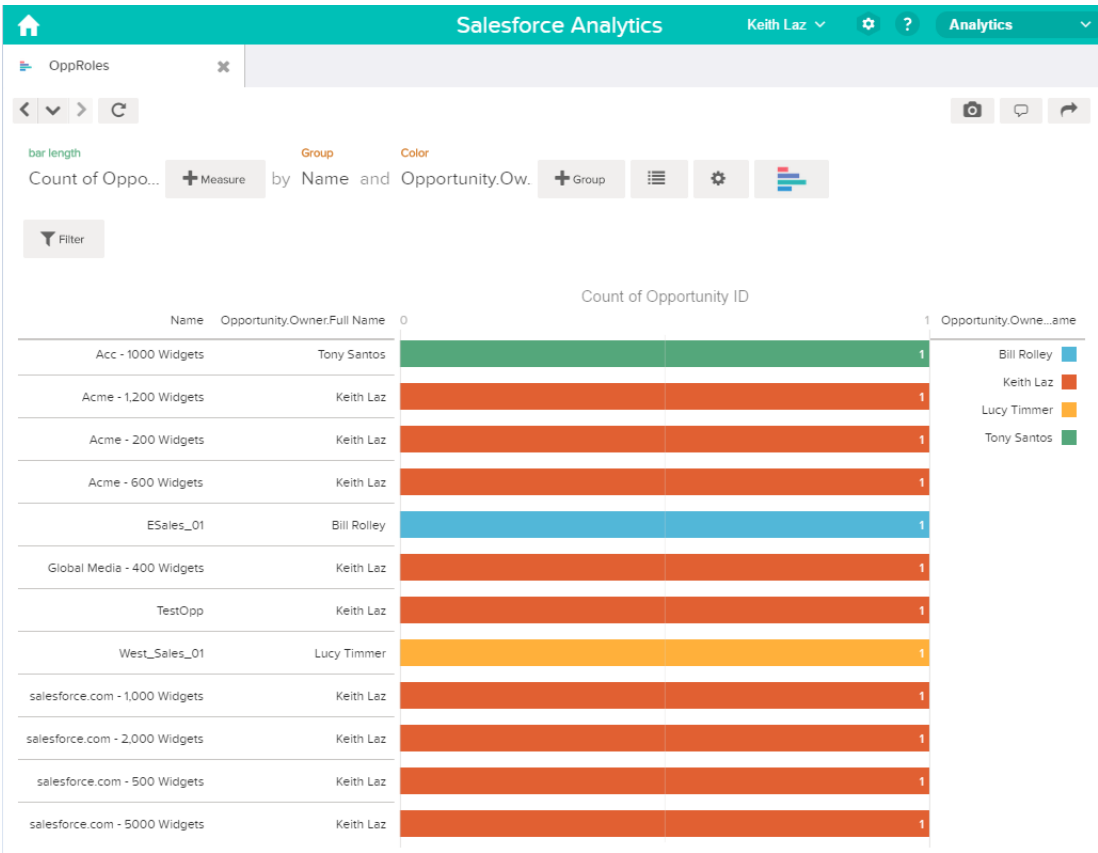 Salesforce Analytics Keith Laz ? Analytics
OppRoles
bar length Group Color
Count of Oppo... Measure by Name and Opportunity.Ow. Group
Filter
Count of Opportunity ID
Name Opportunity.Owner.Full Name 0 1 Opportunity.Owne...ame
Acc - 1000 Widgets Tony Santos 1 Bill Rolley
Keith Laz
Acme - 1,200 Widgets Keith Laz 1
Lucy Timmer
Acme - 200 Widgets Keith Laz 1 Tony Santos
Acme - 600 Widgets Keith Laz 1
ESales_01 Bill Rolley 1
Global Media - 400 Widgets Keith Laz 1
TestOpp Keith Laz 1
West_Sales_01 Lucy Timmer 1
salesforce.com - 1,000 Widgets Keith Laz 1
salesforce.com - 2,000 Widgets Keith Laz 1
salesforce.com - 500 Widgets Keith Laz 1
salesforce.com - 5000 Widgets Keith Laz 1